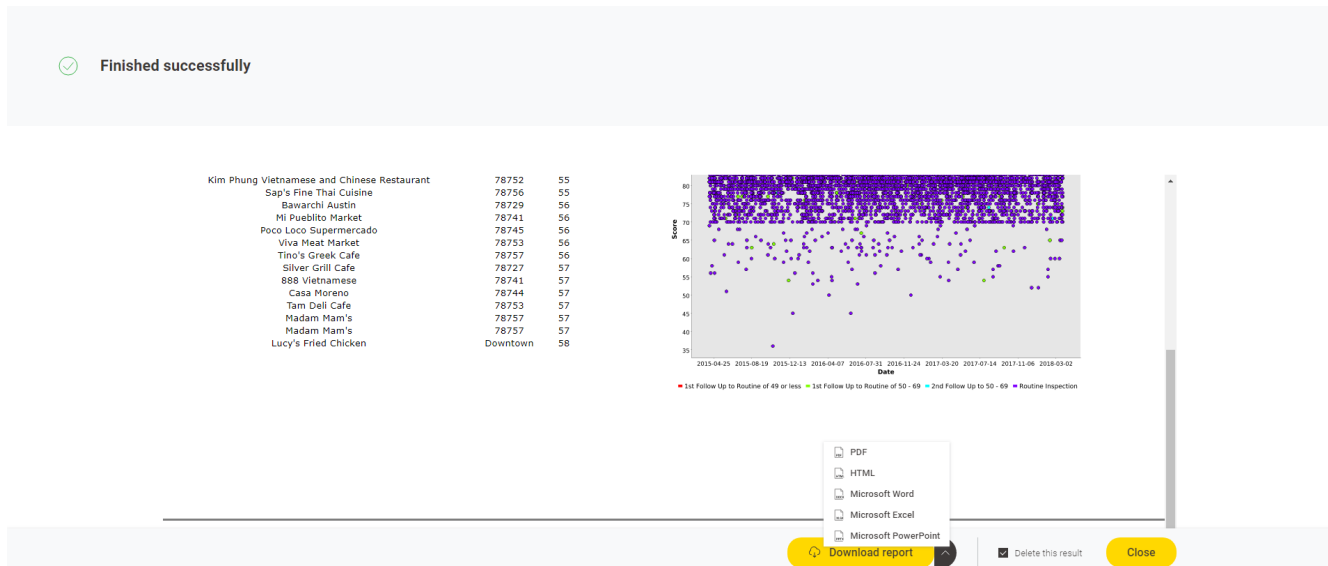 Finished successfully
Kim Phung Vietnamese and Chinese Restaurant 78752 55
Sap's Fine Thai Cuisine 78756 55
Bawarchi Austin 78729 56
Mi Pueblito Market 78741 56
Poco Loco Supermercado 78745 56
Viva Meat Market 78753 56
Tino's Greek Cafe 78757 56
Silver Grill Cafe 78727 57
888 Vietnamese 78741 57
Casa Moreno 78744 57
Tam Deli Cafe 78753 57
Madam Mam's 78757 57
Madam Mam's 78757 57
Lucy's Fried Chicken Downtown 58
Score
80
75
70
65
60
55
50
45
40
35
2015-04-25 2015-08-19 2015-12-13 2016-04-07 2016-07-31 2016-11-24 2017-03-20 2017-07-14 2017-11-06 2018-03-02
Date
1st Follow Up to Routine of 49 or less 1st Follow Up to Routine of 50 - 69 2nd Follow Up to 50 - 69 Routine Inspection
PDF
HTML
Microsoft Word
Microsoft Excel
Microsoft PowerPoint
Download report
Delete this result
Close